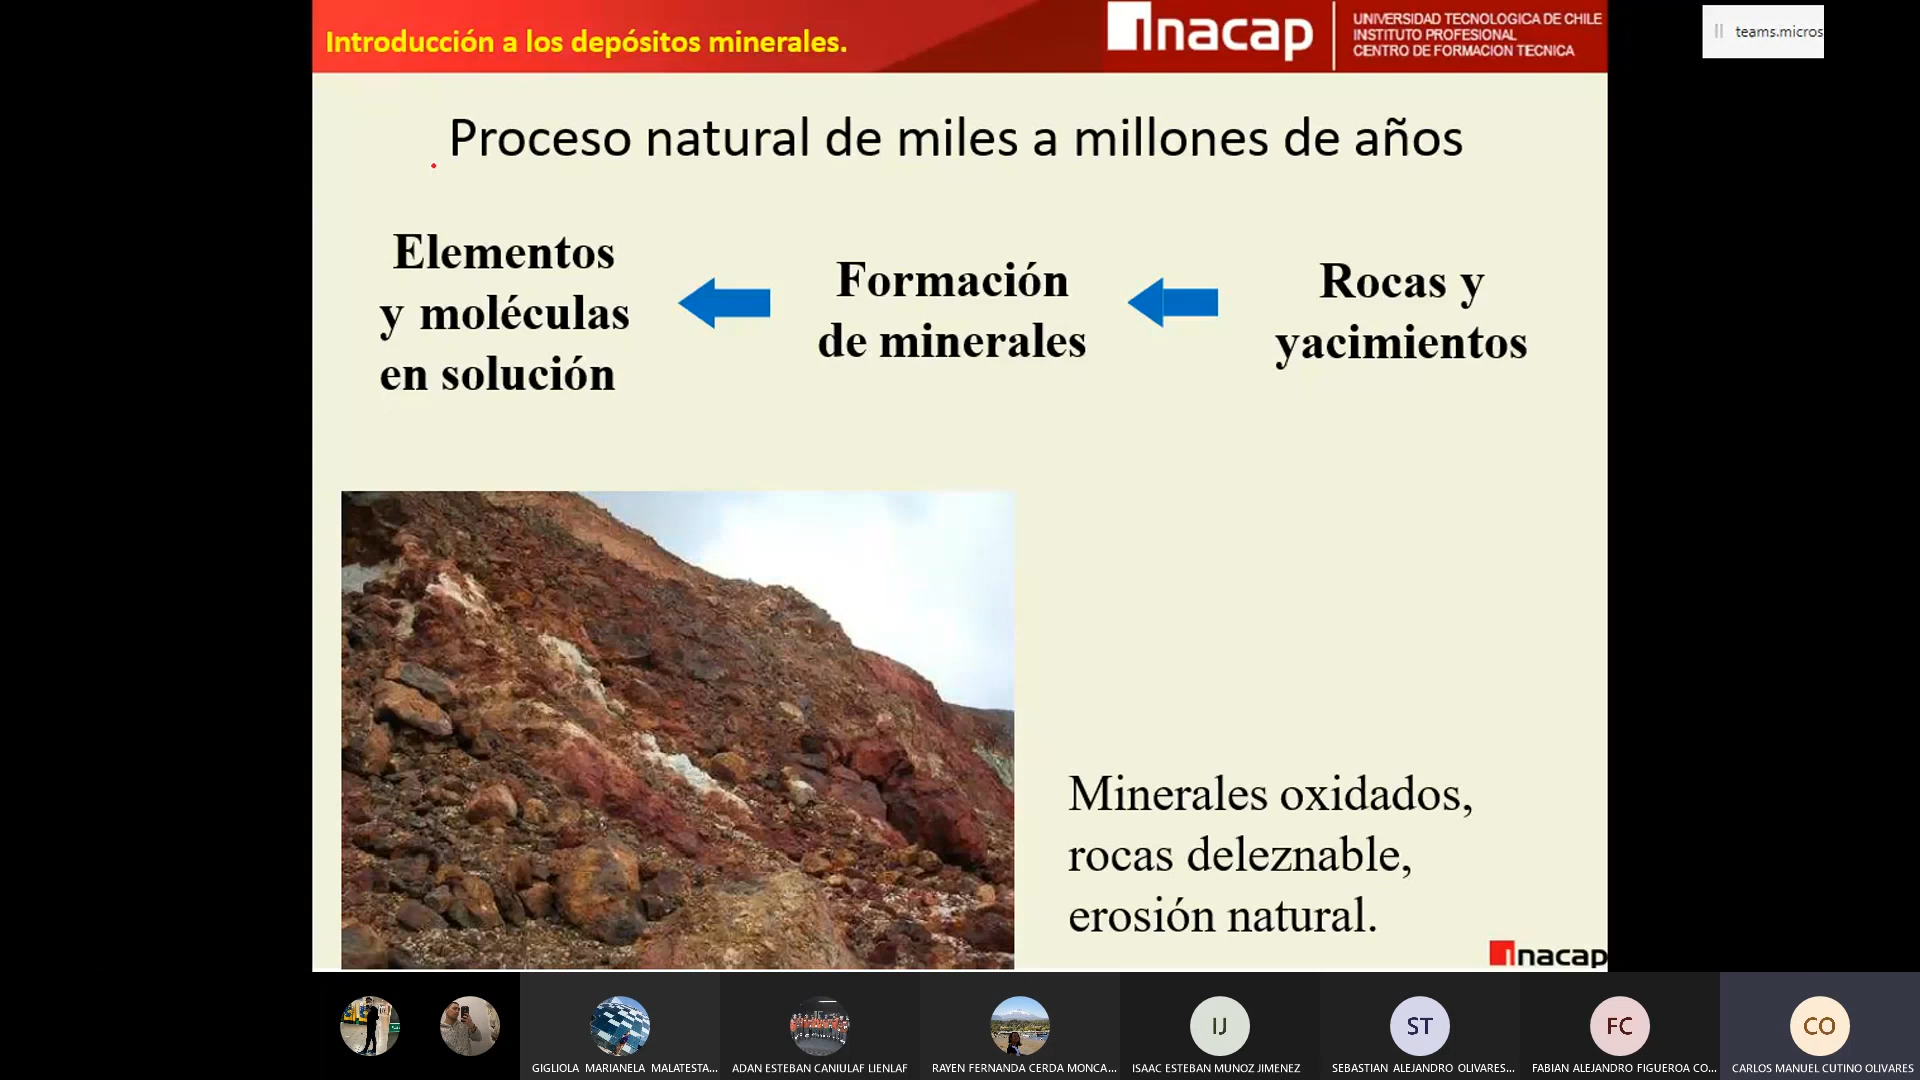 Introducción a los depósitos minerales.
inacap
UNIVERSIDAD TECNOLOGICA DE CHILE
INSTITUTO PROFESIONAL
CENTRO DE FORMACION TECNICA
teams.micros
Proceso natural de miles a millones de años
Elementos
y moléculas
en solución
Formación
de minerales
Rocas y
yacimientos
Minerales oxidados,
rocas deleznable,
erosión natural.
inacap
IJ
ST
FC
CO
GIGLIOLA MARIANELA MALATESTA...
ADAN ESTEBAN CANIULAF LIENLAF
RAYEN FERNANDA CERDA MONCA...
ISAAC ESTEBAN MUNOZ JIMENEZ
SEBASTIAN ALEJANDRO OLIVARES...
FABIAN ALEJANDRO FIGUEROA CO...
CARLOS MANUEL CUTINO OLIVARES